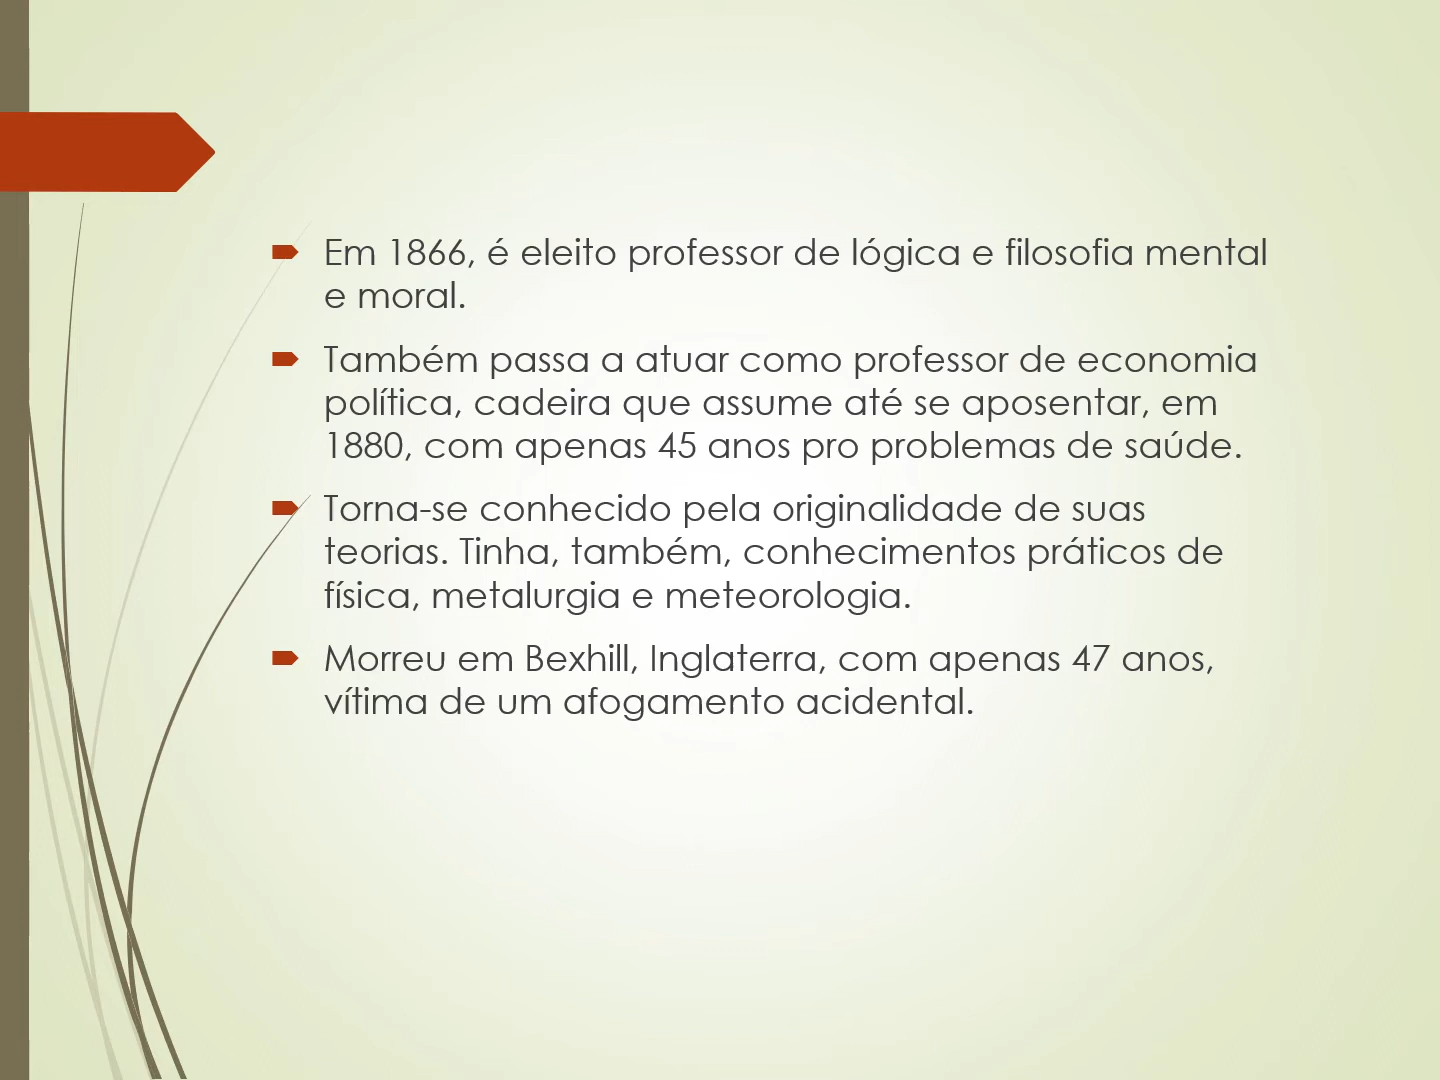 Em 1866, é eleito professor de lógica e filosofia mental
e moral.
Também passa a atuar como professor de economia
política, cadeira que assume até se aposentar, em
1880, com apenas 45 anos pro problemas de saúde.
Torna-se conhecido pela originalidade de suas
teorias. Tinha, também, conhecimentos práticos de
física, metalurgia e meteorologia.
Morreu em Bexhill, Inglaterra, com apenas 47 anos,
vítima de um afogamento acidental.